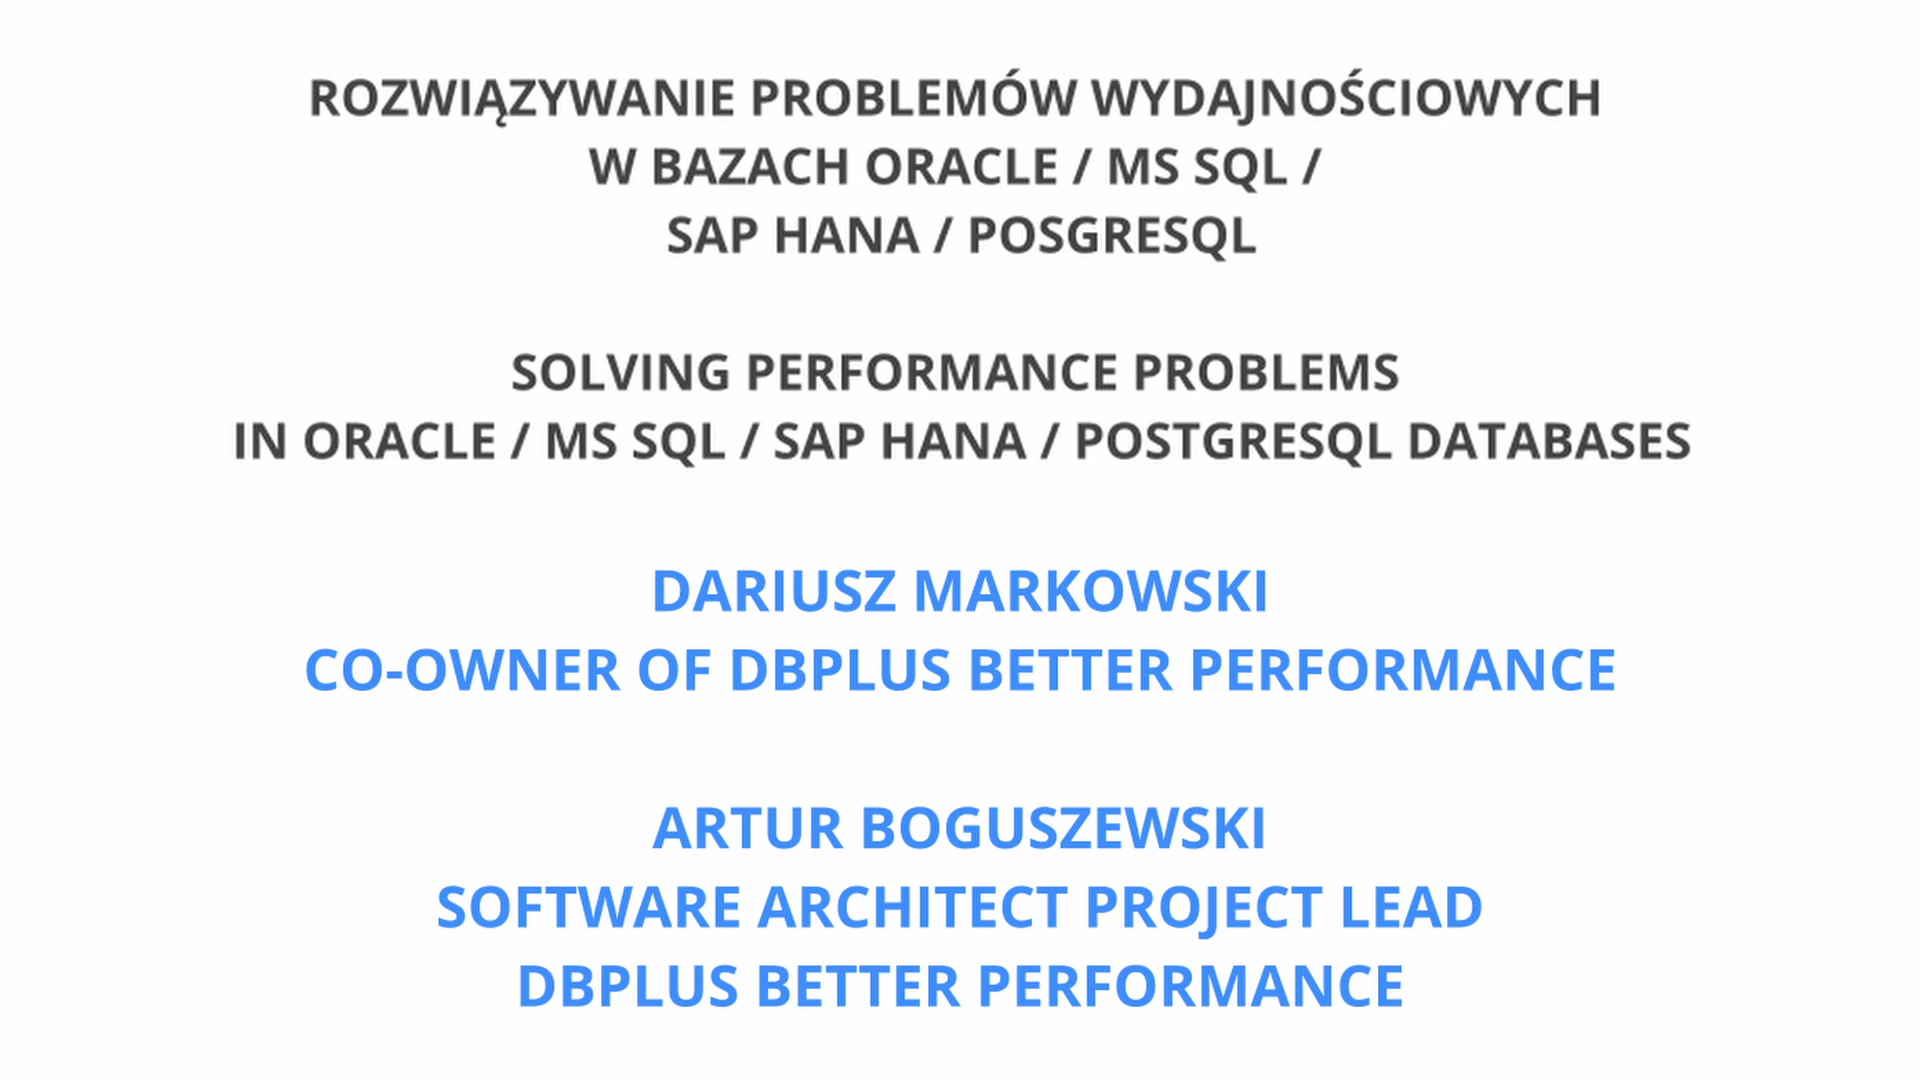 ROZWIĄZYWANIE PROBLEMÓW WYDAJNOŚCIOWYCH
W BAZACH ORACLE / MS SQL /
SAP HANA / POSGRESQL
SOLVING PERFORMANCE PROBLEMS
IN ORACLE / MS SQL / SAP HANA / POSTGRESQL DATABASES
DARIUSZ MARKOWSKI
CO-OWNER OF DBPLUS BETTER PERFORMANCE
ARTUR BOGUSZEWSKI
SOFTWARE ARCHITECT PROJECT LEAD
DBPLUS BETTER PERFORMANCE